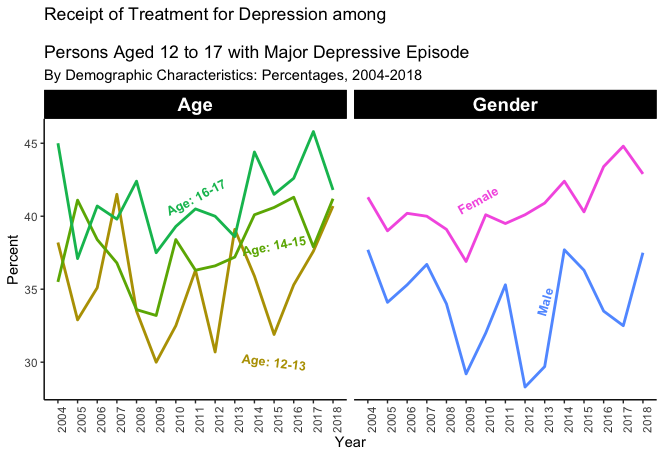 Receipt of Treatment for Depression among
Persons Aged 12 to 17 with Major Depressive Episode
By Demographic Characteristics: Percentages, 2004-2018
Age
Gender
Percent
45
40
35
30
Age: 16-17
Age: 14-15
Age: 12-13
Female
Male
2004 2005 2006 2007 2008 2009 2010 2011 2012 2013 2014 2015 2016 2017 2018
2004 2005 2006 2007 2008 2009 2010 2011 2012 2013 2014 2015 2016 2017 2018
Year